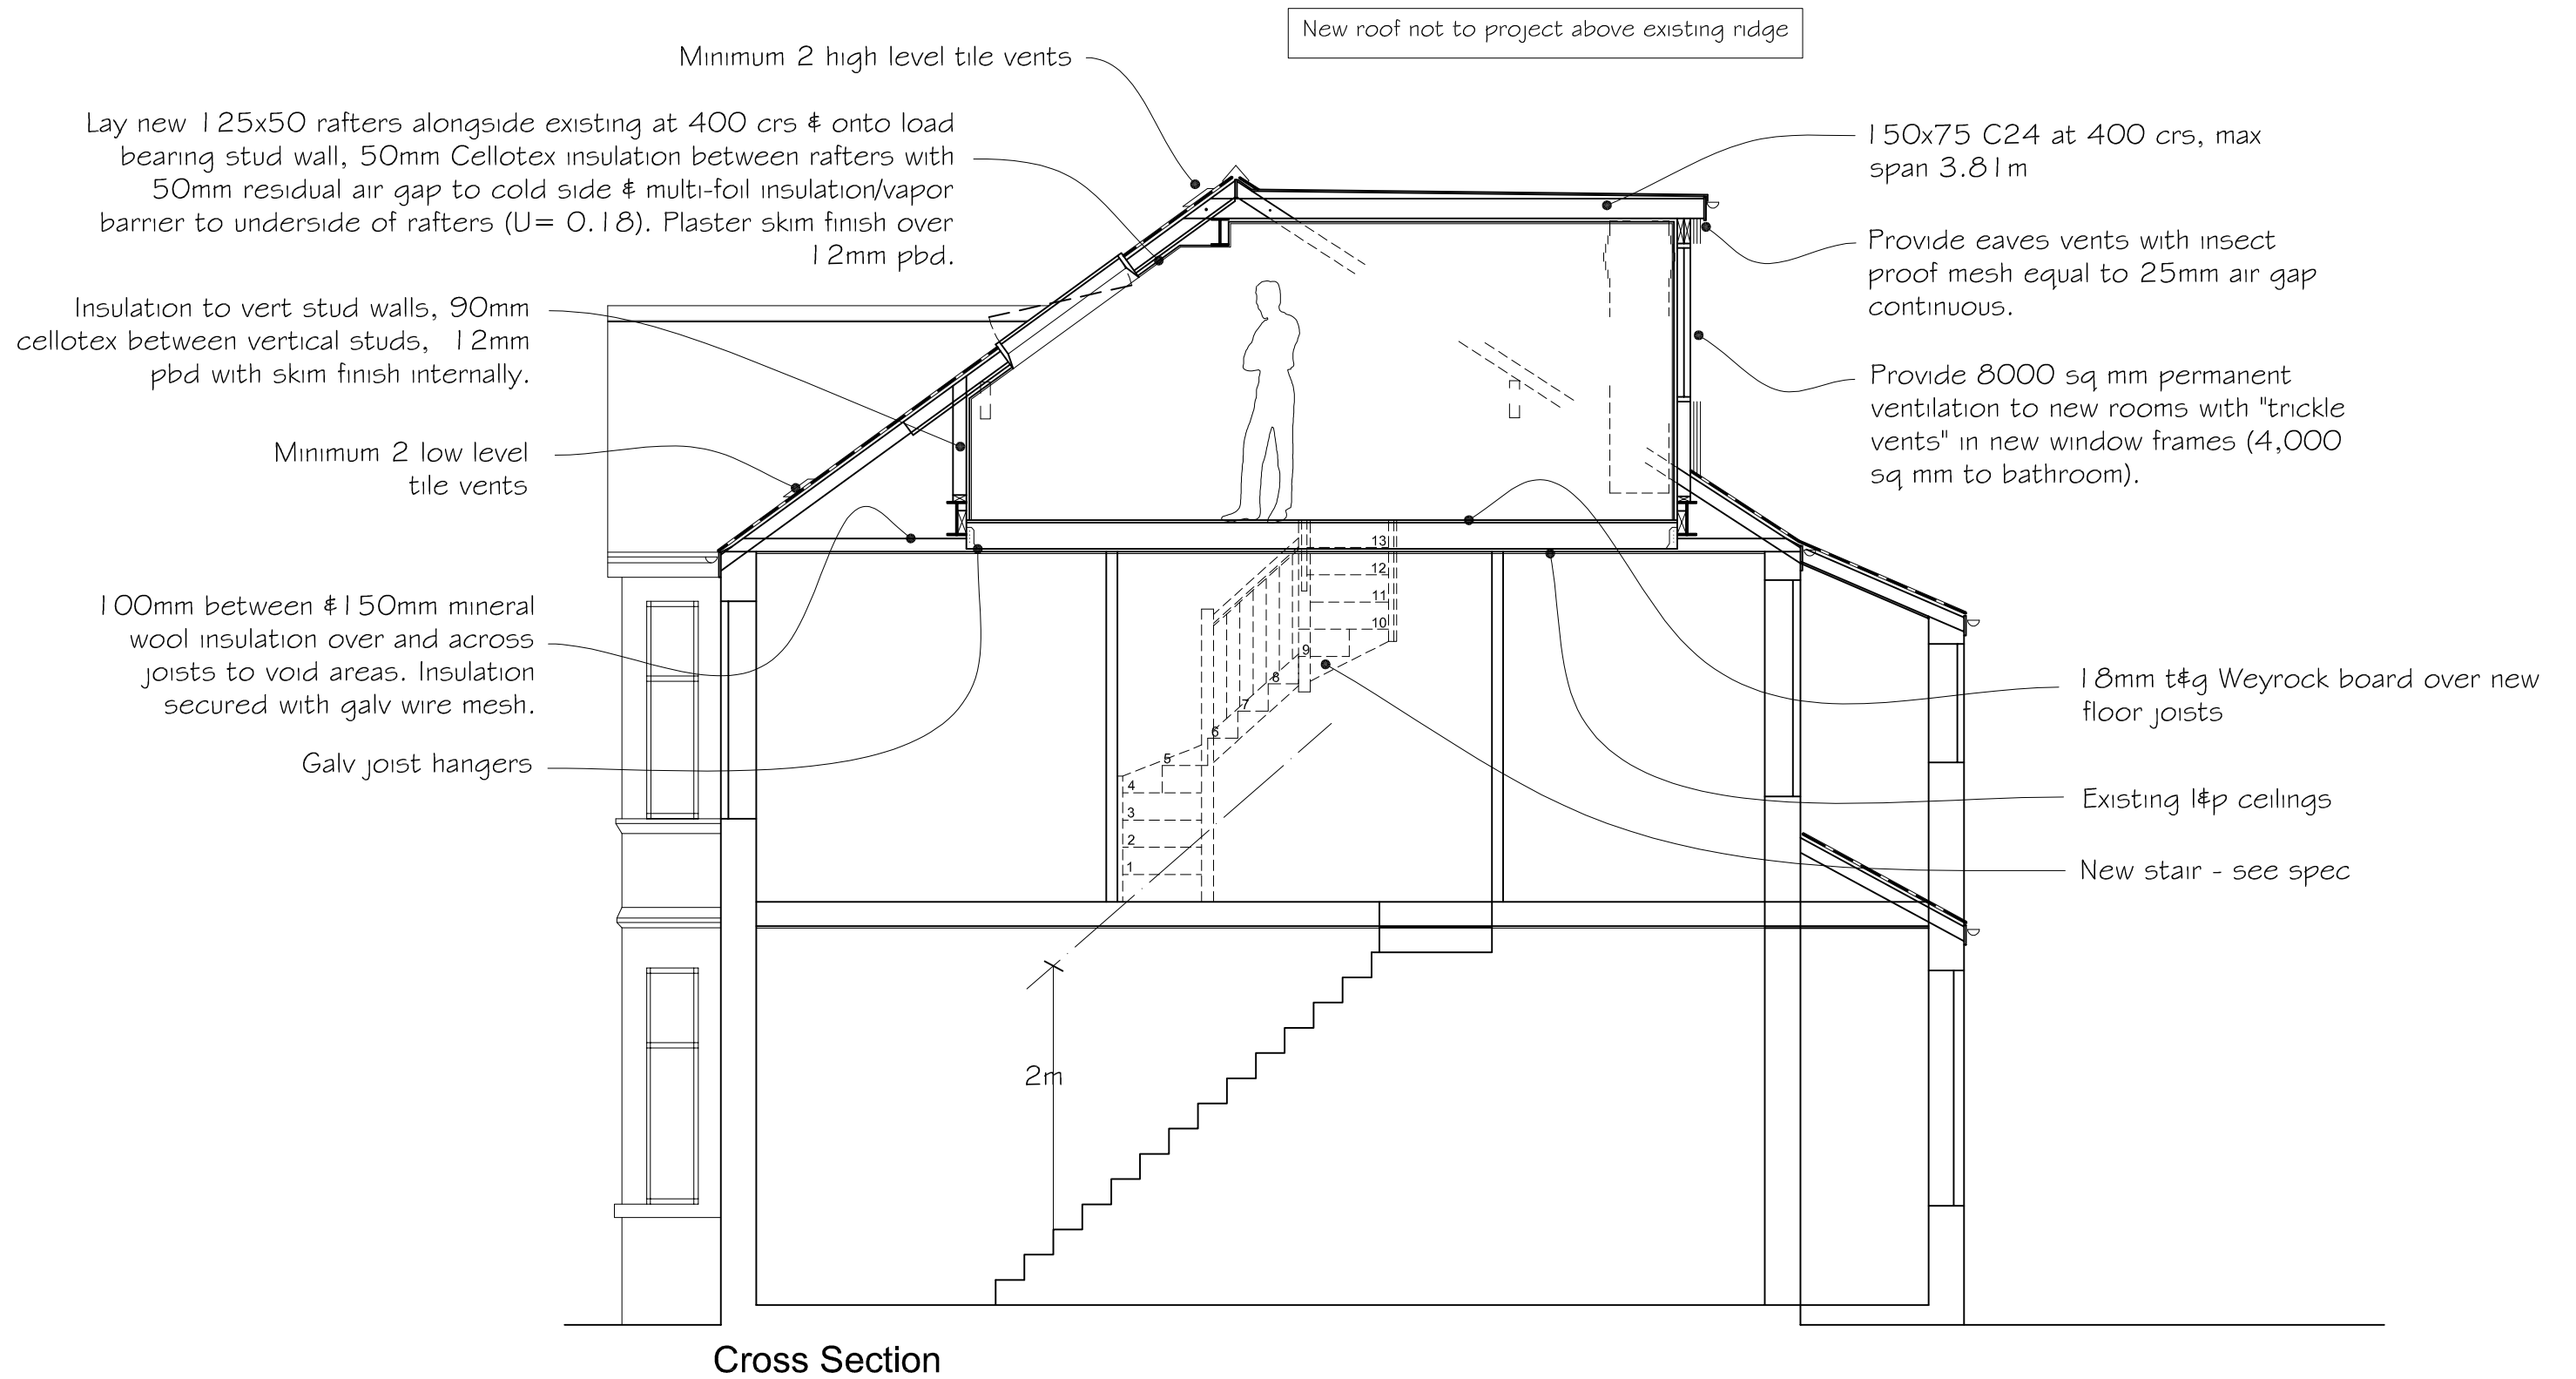 New roof not to project above existing ridge
Minimum 2 high level tile vents
Lay new 125x50 rafters alongside existing at 400 crs & onto load
bearing stud wall, 50mm Cellotex insulation between rafters with
50mm residual air gap to cold side & multi-foil insulation/vapor
barrier to underside of rafters (U= 0.18). Plaster skim finish over
12mm pbd.
150x75 C24 at 400 crs, max
span 3.81m
Provide eaves vents with insect
proof mesh equal to 25mm air gap
continuous.
Insulation to vert stud walls, 90mm
cellotex between vertical studs, 12mm
pbd with skim finish internally.
Provide 8000 sq mm permanent
ventilation to new rooms with "trickle
vents" in new window frames (4,000
sq mm to bathroom).
Minimum 2 low level
tile vents
100mm between &150mm mineral
wool insulation over and across
joists to void areas. Insulation
secured with galv wire mesh.
Galv joist hangers
13
12
11
10
9
8
7
6
5
4
3
2
1
18mm t&g Weyrock board over new
floor joists
Existing l&p ceilings
New stair - see spec
2m
Cross Section